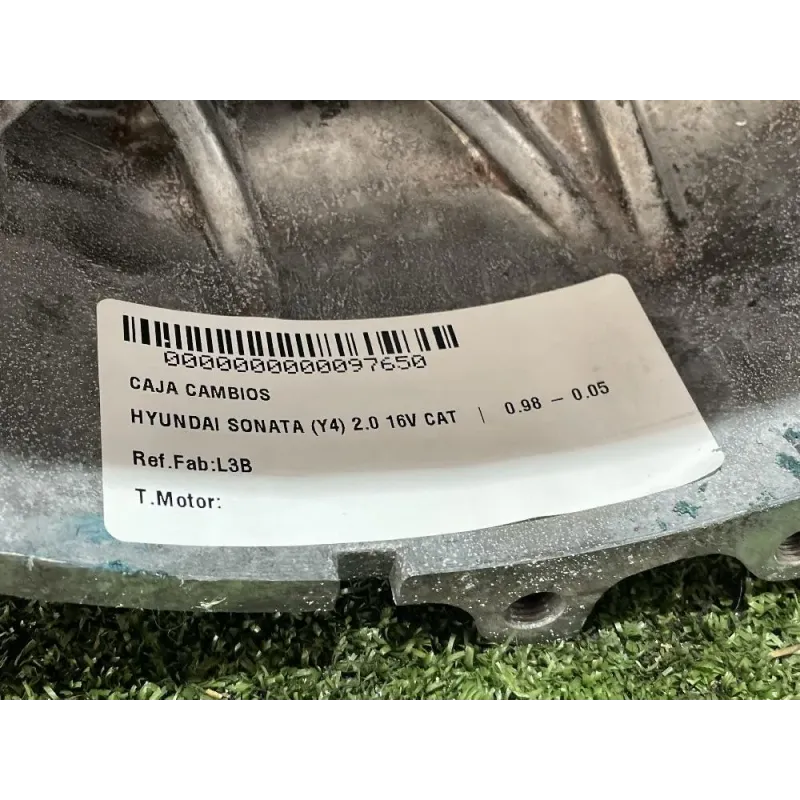 0000000000097650
CAJA CAMBIOS
HYUNDAI SONATA (Y4) 2.0 16V CAT | 0.98 – 0.05
Ref.Fab:L3B
T.Motor: